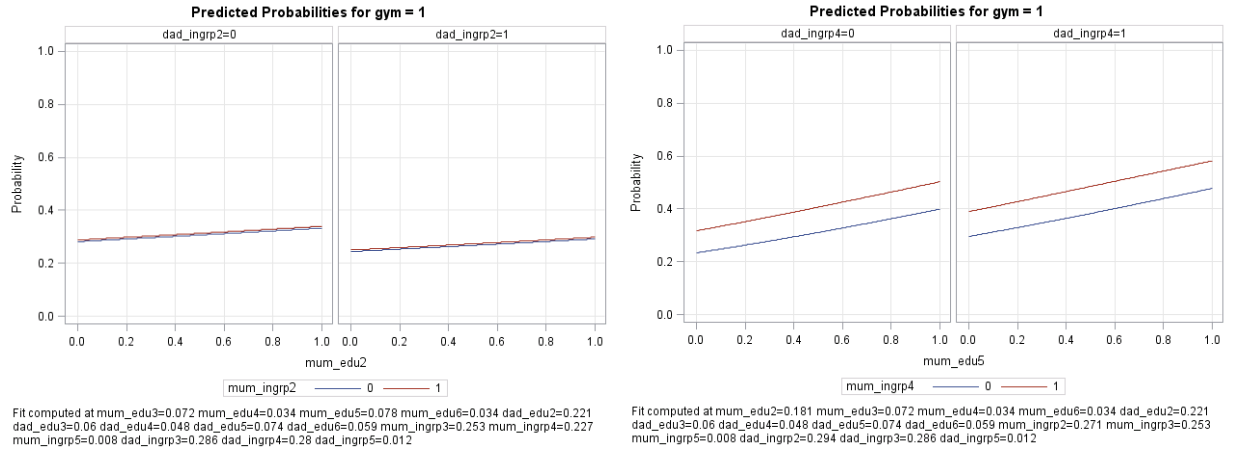 Predicted Probabilities for gym = 1
dad_ingrp2=0
dad_ingrp2=1
1.0
0.8
0.6
0.4
0.2
0.0
Probability
0.0 0.2 0.4 0.6 0.8 1.0
0.0 0.2 0.4 0.6 0.8 1.0
mum_edu2
mum_ingrp2 0 1
Fit computed at mum_edu3=0.072 mum_edu4=0.034 mum_edu5=0.078 mum_edu6=0.034 dad_edu2=0.221
dad_edu3=0.06 dad_edu4=0.048 dad_edu5=0.074 dad_edu6=0.059 mum_ingrp3=0.253 mum_ingrp4=0.227
mum_ingrp5=0.008 dad_ingrp3=0.286 dad_ingrp4=0.28 dad_ingrp5=0.012
Predicted Probabilities for gym = 1
dad_ingrp4=0
dad_ingrp4=1
1.0
0.8
0.6
0.4
0.2
0.0
Probability
0.0 0.2 0.4 0.6 0.8 1.0
0.0 0.2 0.4 0.6 0.8 1.0
mum_edu5
mum_ingrp4 0 1
Fit computed at mum_edu2=0.181 mum_edu3=0.072 mum_edu4=0.034 mum_edu6=0.034 dad_edu2=0.221
dad_edu3=0.06 dad_edu4=0.048 dad_edu5=0.074 dad_edu6=0.059 mum_ingrp2=0.271 mum_ingrp3=0.253
mum_ingrp5=0.008 dad_ingrp2=0.294 dad_ingrp3=0.286 dad_ingrp5=0.012